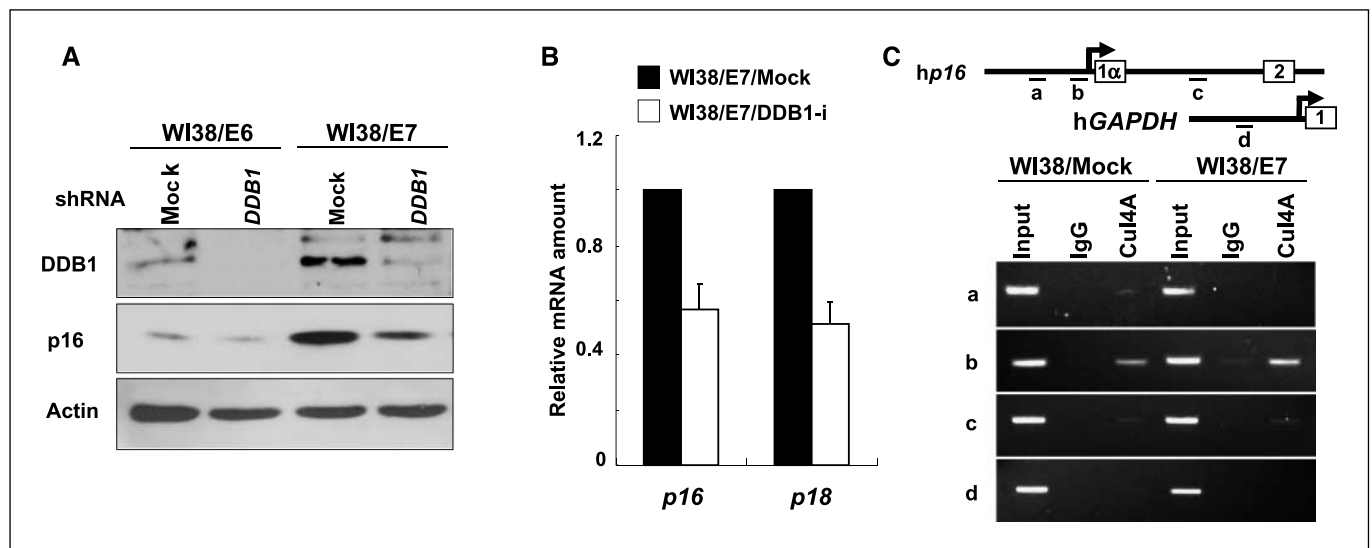 A
WI38/E6 WI38/E7
shRNA Mock DDB1 Mock DDB1
DDB1
p16
Actin
B
WI38/E7/Mock
WI38/E7/DDB1-i
Relative mRNA amount
1.2
0.8
0.4
0
p16 p18
C
hp16 1α 2
a b c
hGAPDH 1
d
WI38/Mock WI38/E7
Input IgG Cul4A Input IgG Cul4A
a
b
c
d